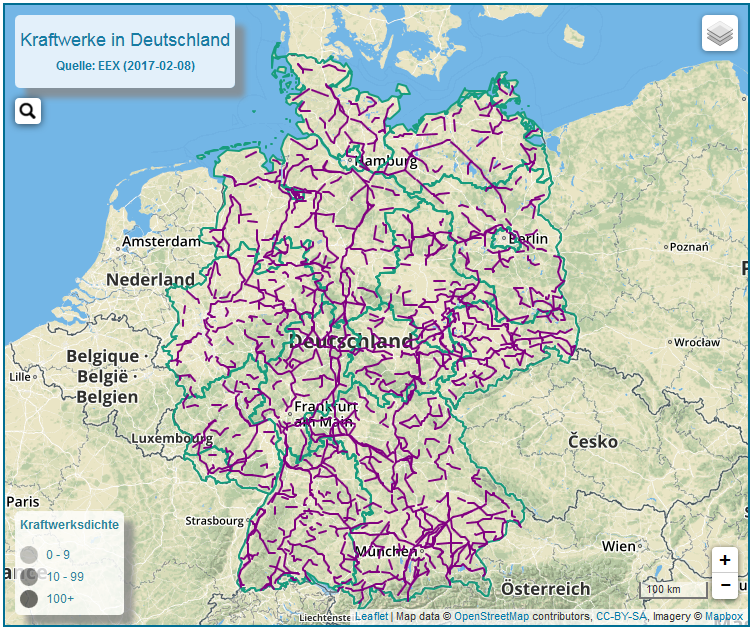 Kraftwerke in Deutschland
Quelle: EEX (2017-02-08)
Hamburg
Berlin
Poznań
Amsterdam
Nederland
Deutschland
Wrocław
Belgique ·
België ·
Belgien
Lille
Frankfurt
am Main
Luxembourg
Česko
Paris
Strasbourg
Kraftwerksdichte
0 - 9
10 - 99
100+
München
Wien
+
−
Österreich
100 km
Liechtenste
Leaflet | Map data © OpenStreetMap contributors, CC-BY-SA, Imagery © Mapbox